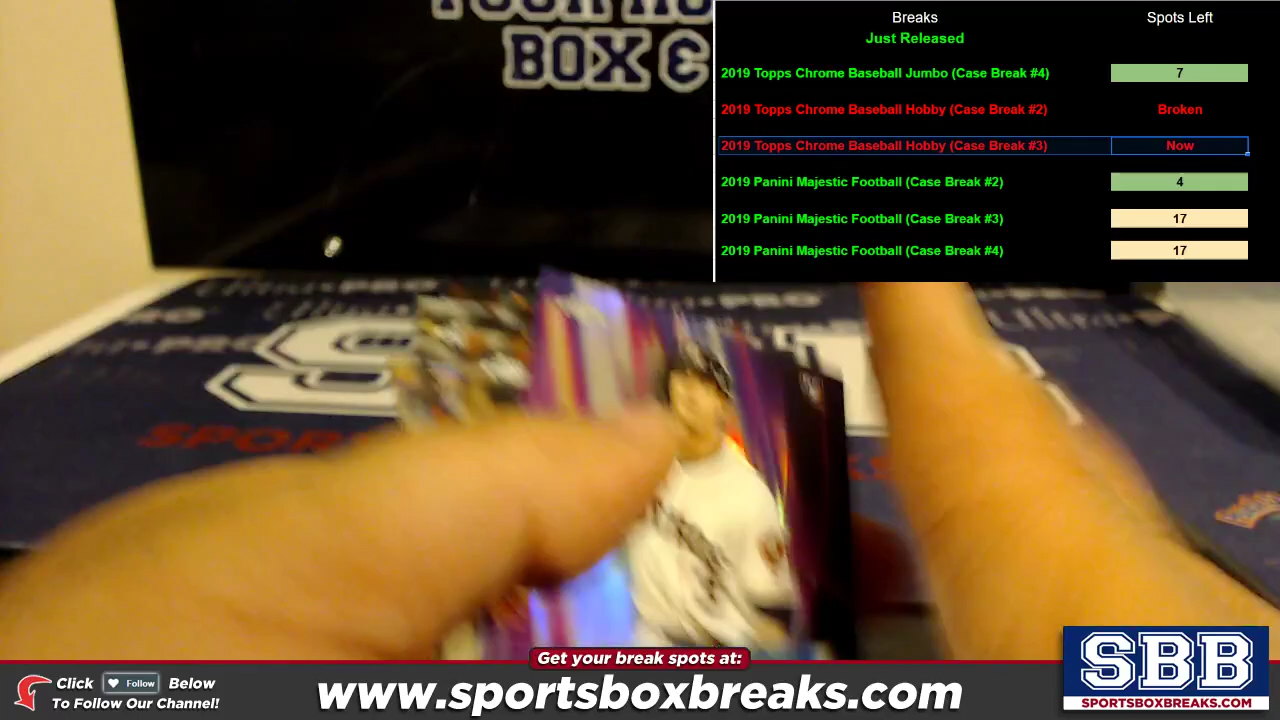 BOX &
Breaks Spots Left
Just Released
2019 Topps Chrome Baseball Jumbo (Case Break #4) 7
2019 Topps Chrome Baseball Hobby (Case Break #2) Broken
2019 Topps Chrome Baseball Hobby (Case Break #3) Now
2019 Panini Majestic Football (Case Break #2) 4
2019 Panini Majestic Football (Case Break #3) 17
2019 Panini Majestic Football (Case Break #4) 17
Get your break spots at:
Click Follow Below
To Follow Our Channel!
www.sportsboxbreaks.com
SBB
SPORTSBOXBREAKS.COM